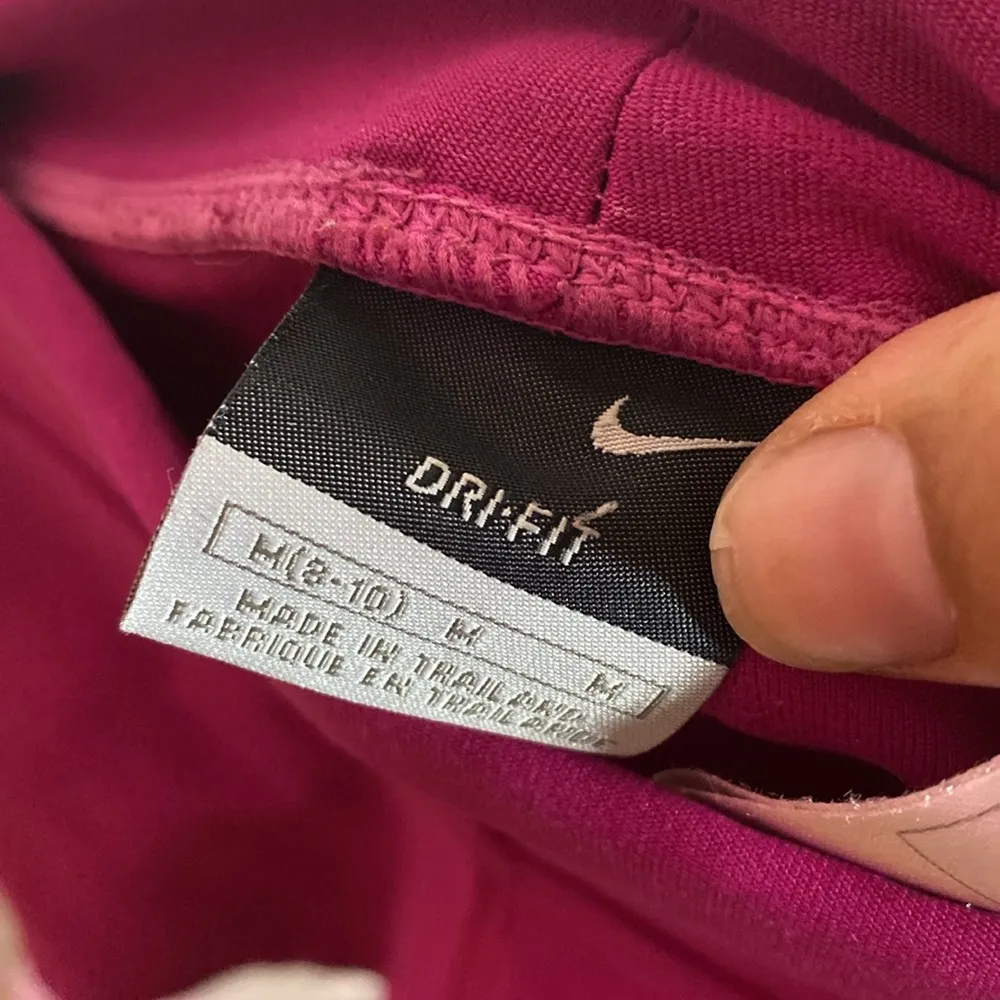 DRI-FIT
M(8-10) M M
MADE IN THAILAND
FABRIQUE EN THAILANDE